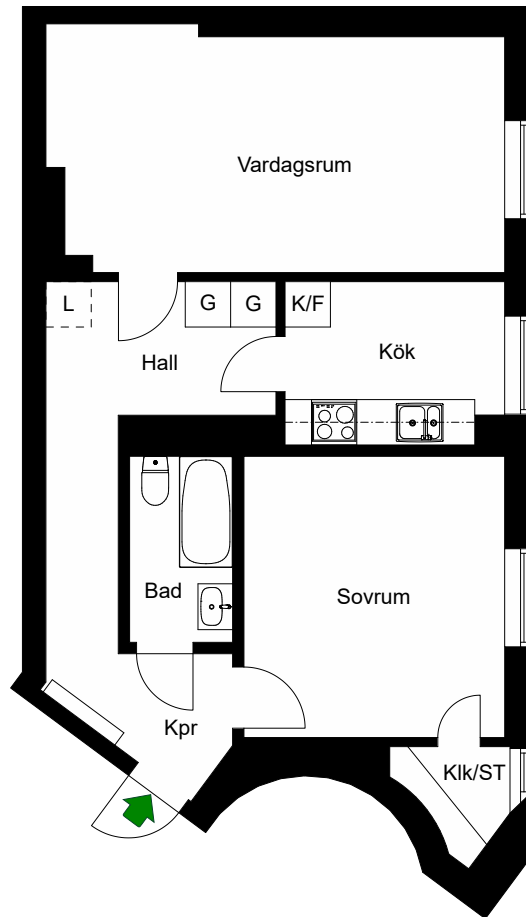 Vardagsrum
L
G
G
K/F
Hall
Kök
Bad
Sovrum
Kpr
Klk/ST